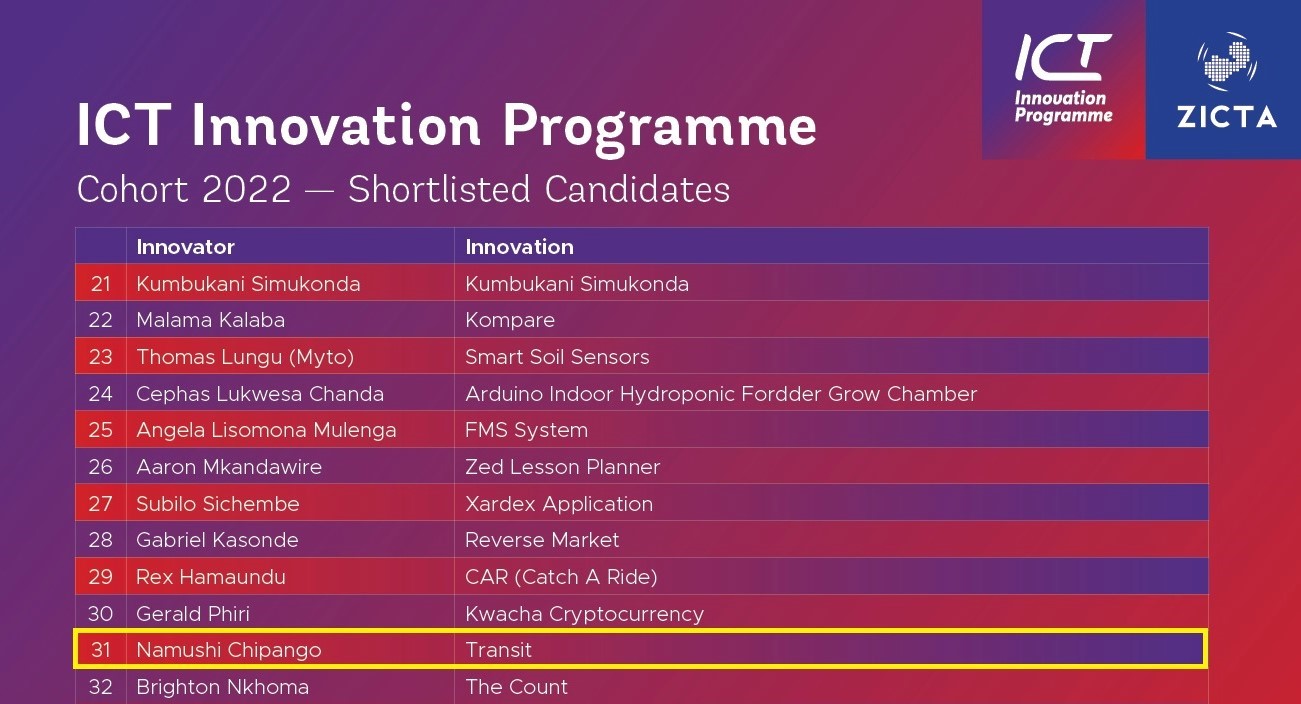 ICT
Innovation
Programme
ZICTA
ICT Innovation Programme
Cohort 2022 — Shortlisted Candidates
Innovator Innovation
21 Kumbukani Simukonda Kumbukani Simukonda
22 Malama Kalaba Kompare
23 Thomas Lungu (Myto) Smart Soil Sensors
24 Cephas Lukwesa Chanda Arduino Indoor Hydroponic Fordder Grow Chamber
25 Angela Lisomona Mulenga FMS System
26 Aaron Mkandawire Zed Lesson Planner
27 Subilo Sichembe Xardex Application
28 Gabriel Kasonde Reverse Market
29 Rex Hamaundu CAR (Catch A Ride)
30 Gerald Phiri Kwacha Cryptocurrency
31 Namushi Chipango Transit
32 Brighton Nkhoma The Count